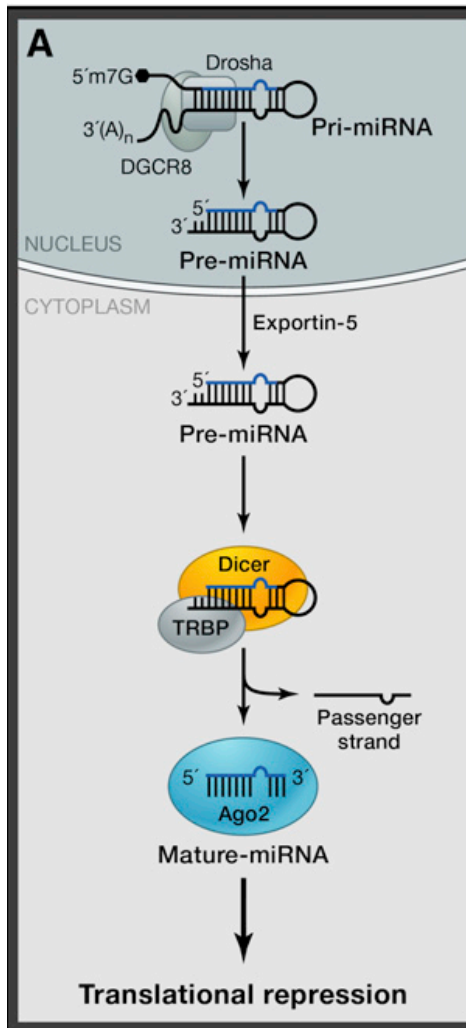 A
Drosha
5´m7G
Pri-miRNA
3´(A)n
DGCR8
5´
3´
NUCLEUS
Pre-miRNA
CYTOPLASM
Exportin-5
5´
3´
Pre-miRNA
Dicer
TRBP
Passenger
strand
5´ 3´
Ago2
Mature-miRNA
Translational repression